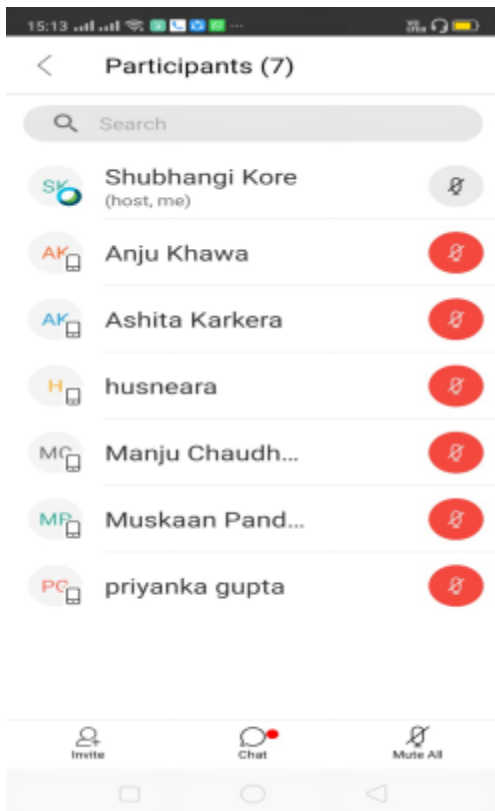 15:13
Participants (7)
Search
SK
Shubhangi Kore
(host, me)
AK
Anju Khawa
AK
Ashita Karkera
H
husneara
MC
Manju Chaudh...
MP
Muskaan Pand...
PG
priyanka gupta
Invite
Chat
Mute All